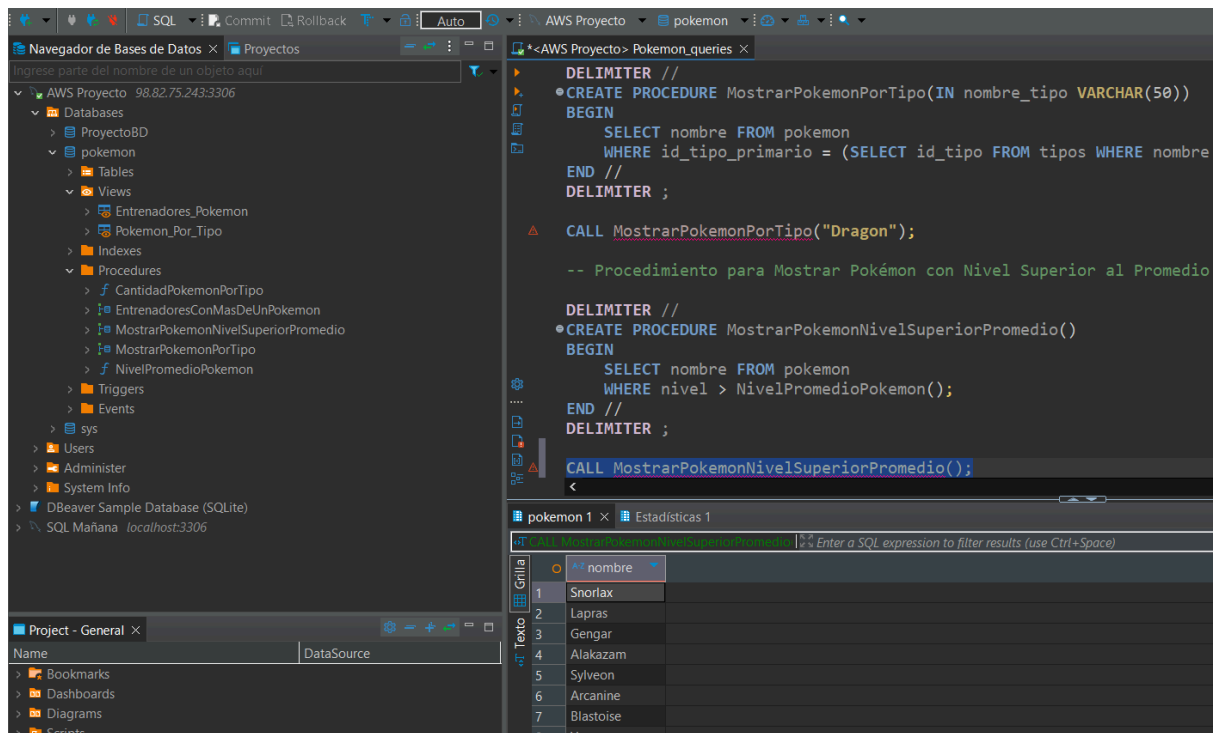 SQL Commit Rollback Auto AWS Proyecto pokemon
Navegador de Bases de Datos Proyectos
Ingrese parte del nombre de un objeto aquí
AWS Proyecto 98.82.75.243:3306
Databases
ProyectoBD
pokemon
Tables
Views
Entrenadores_Pokemon
Pokemon_Por_Tipo
Indexes
Procedures
CantidadPokemonPorTipo
EntrenadoresConMasDeUnPokemon
MostrarPokemonNivelSuperiorPromedio
MostrarPokemonPorTipo
NivelPromedioPokemon
Triggers
Events
sys
Users
Administer
System Info
DBeaver Sample Database (SQLite)
SQL Mañana localhost:3306
Project - General
Name DataSource
Bookmarks
Dashboards
Diagrams
Scripts
*<AWS Proyecto> Pokemon_queries
DELIMITER //
CREATE PROCEDURE MostrarPokemonPorTipo(IN nombre_tipo VARCHAR(50))
BEGIN
SELECT nombre FROM pokemon
WHERE id_tipo_primario = (SELECT id_tipo FROM tipos WHERE nombre
END //
DELIMITER ;
CALL MostrarPokemonPorTipo("Dragon");
-- Procedimiento para Mostrar Pokémon con Nivel Superior al Promedio
DELIMITER //
CREATE PROCEDURE MostrarPokemonNivelSuperiorPromedio()
BEGIN
SELECT nombre FROM pokemon
WHERE nivel > NivelPromedioPokemon();
END //
DELIMITER ;
CALL MostrarPokemonNivelSuperiorPromedio();
pokemon 1 Estadísticas 1
CALL MostrarPokemonNivelSuperiorPromedio Enter a SQL expression to filter results (use Ctrl+Space)
Grilla
Texto
nombre
1 Snorlax
2 Lapras
3 Gengar
4 Alakazam
5 Sylveon
6 Arcanine
7 Blastoise